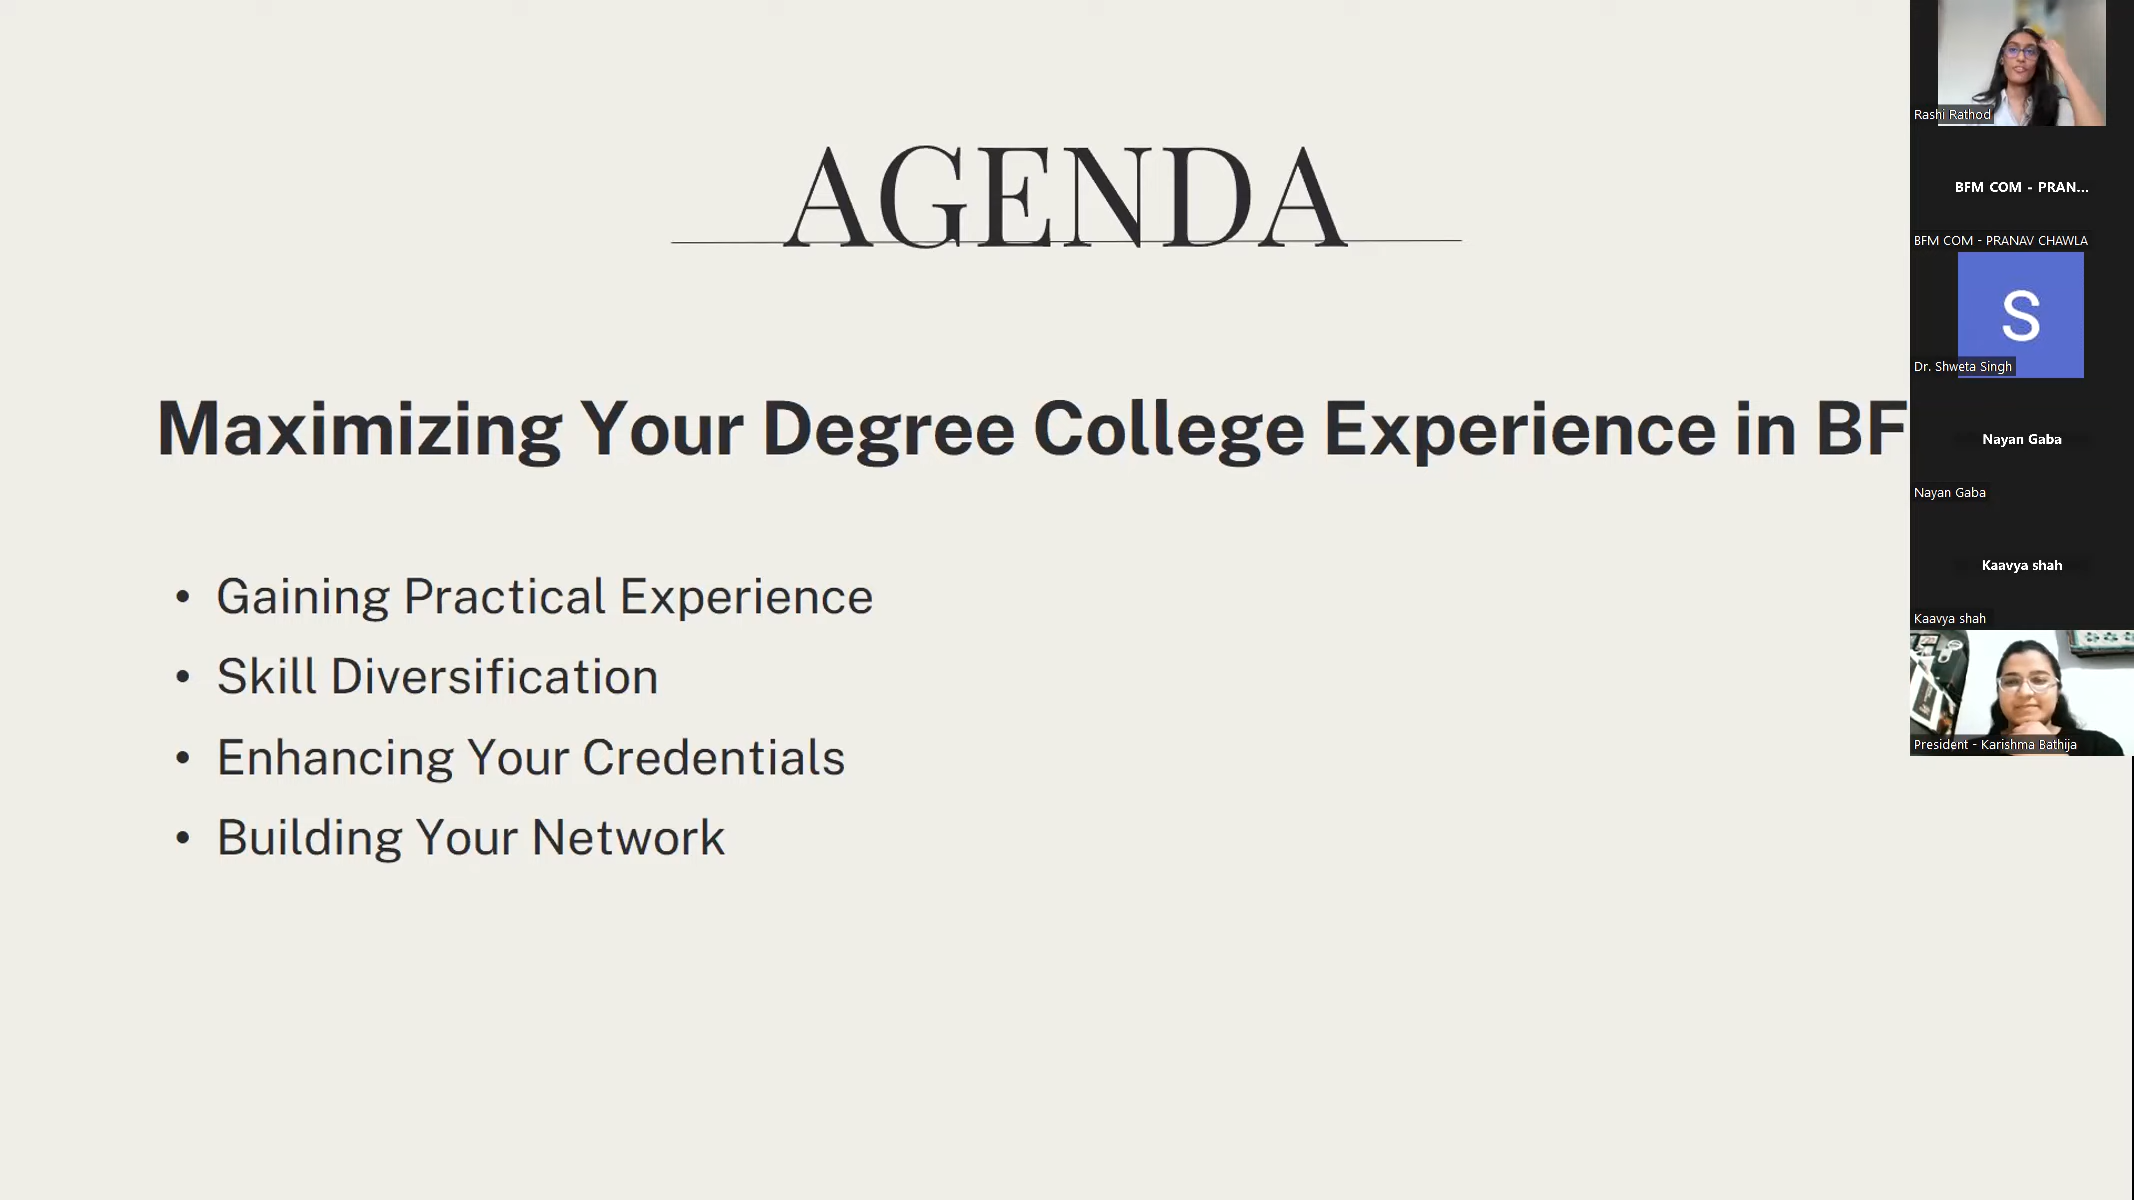 AGENDA
Maximizing Your Degree College Experience in BF
• Gaining Practical Experience
• Skill Diversification
• Enhancing Your Credentials
• Building Your Network
Rashi Rathod
BFM COM - PRAN...
BFM COM - PRANAV CHAWLA
S
Dr. Shweta Singh
Nayan Gaba
Nayan Gaba
Kaavya shah
Kaavya shah
President - Karishma Bathija